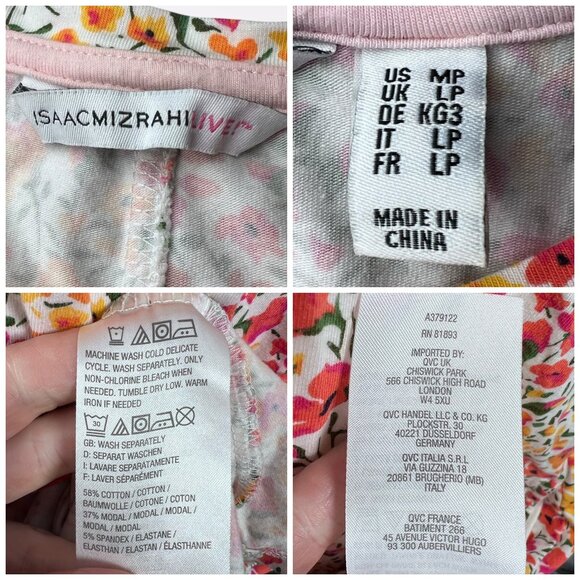 ISAACMIZRAHILIVE!™
US MP
UK LP
DE KG3
IT LP
FR LP
MADE IN
CHINA
MACHINE WASH COLD DELICATE
CYCLE. WASH SEPARATELY. ONLY
NON-CHLORINE BLEACH WHEN
NEEDED. TUMBLE DRY LOW. WARM
IRON IF NEEDED
30
GB: WASH SEPARATELY
D: SEPARAT WASCHEN
I: LAVARE SEPARATAMENTE
F: LAVER SÉPARÉMENT
58% COTTON / COTTON /
BAUMWOLLE / COTONE / COTON
37% MODAL / MODAL / MODAL /
MODAL / MODAL
5% SPANDEX / ELASTANE /
ELASTHAN / ELASTAN / ÉLASTHANNE
A379122
RN 81893
IMPORTED BY:
QVC UK
CHISWICK PARK
566 CHISWICK HIGH ROAD
LONDON
W4 5XU
QVC HANDEL LLC & CO. KG
PLOCKSTR. 30
40221 DÜSSELDORF
GERMANY
QVC ITALIA S.R.L
VIA GUZZINA 18
20861 BRUGHERIO (MB)
ITALY
QVC FRANCE
BATIMENT 266
45 AVENUE VICTOR HUGO
93 300 AUBERVILLIERS